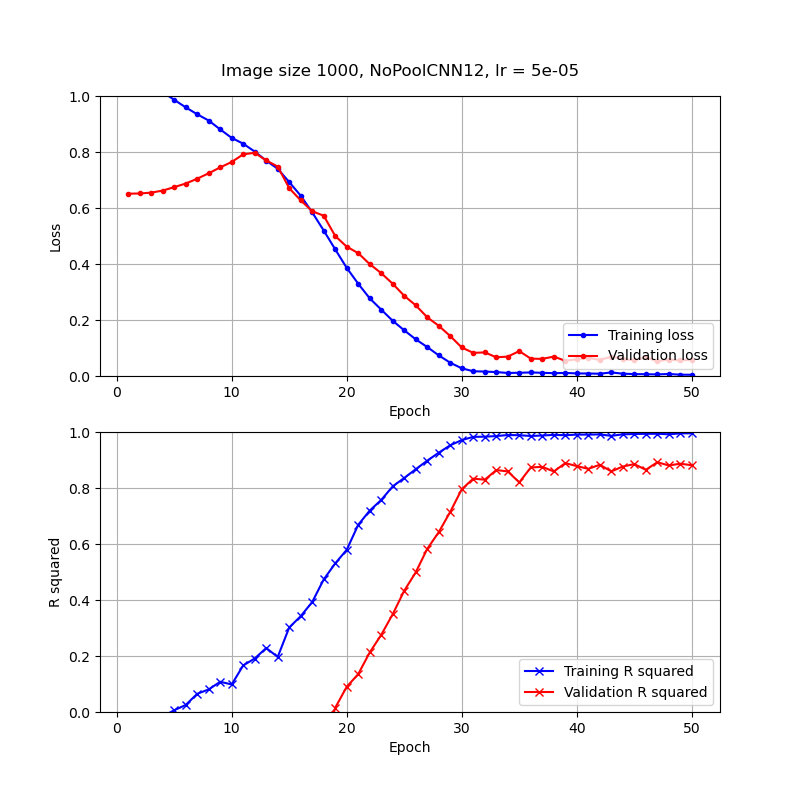 Image size 1000, NoPoolCNN12, lr = 5e-05
1.0
0.8
0.6
0.4
0.2
0.0
Loss
Training loss
Validation loss
0 10 20 30 40 50
Epoch
1.0
0.8
0.6
0.4
0.2
0.0
R squared
Training R squared
Validation R squared
0 10 20 30 40 50
Epoch